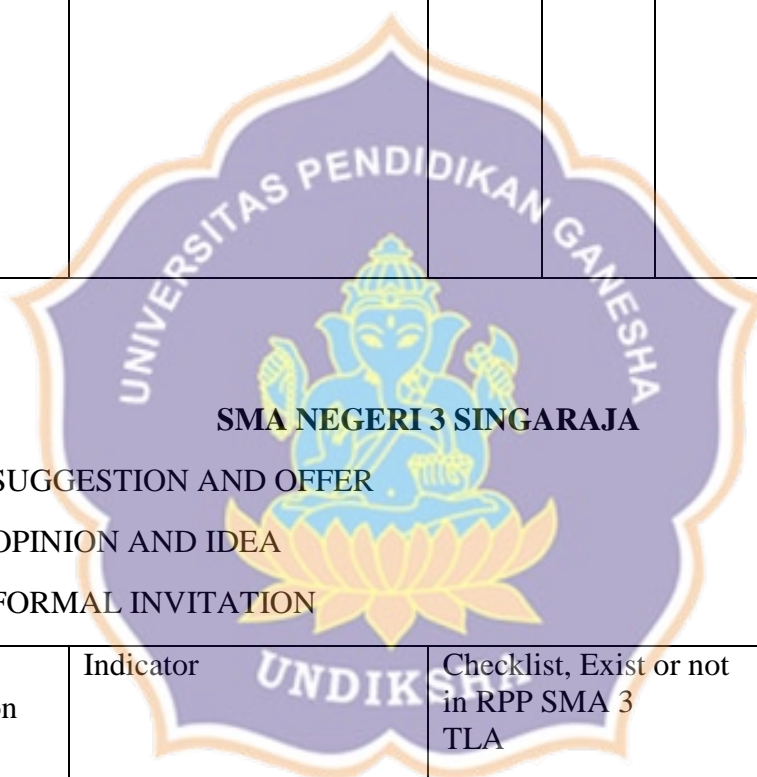 UNIVERSITAS PENDIDIKAN GANESHA
SMA NEGERI 3 SINGARAJA
SUGGESTION AND OFFER
OPINION AND IDEA
FORMAL INVITATION
Indicator
Checklist, Exist or not
in RPP SMA 3
TLA
UNDIKSHA